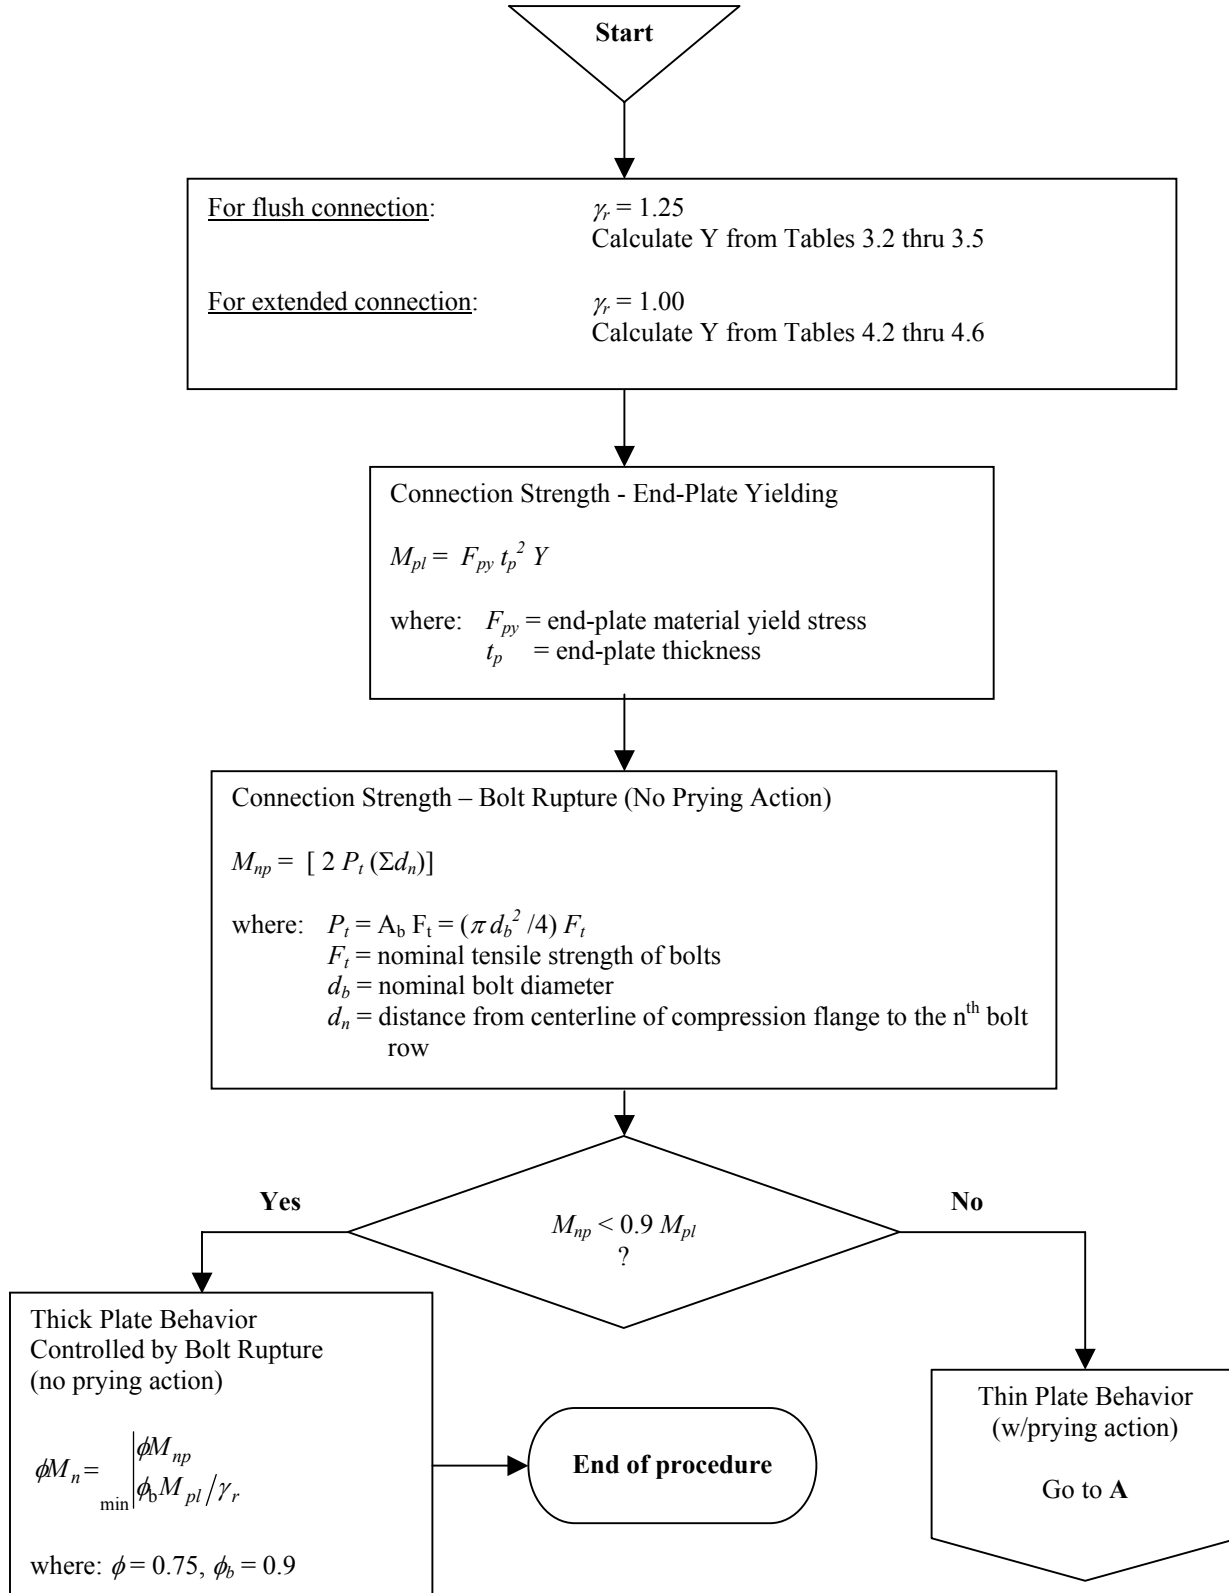 Start
For flush connection: γr = 1.25
Calculate Y from Tables 3.2 thru 3.5
For extended connection: γr = 1.00
Calculate Y from Tables 4.2 thru 4.6
Connection Strength - End-Plate Yielding
Mpl = Fpy tp² Y
where: Fpy = end-plate material yield stress
tp = end-plate thickness
Connection Strength – Bolt Rupture (No Prying Action)
Mnp = [ 2 Pt (Σdn)]
where: Pt = Ab Ft = (π db² /4) Ft
Ft = nominal tensile strength of bolts
db = nominal bolt diameter
dn = distance from centerline of compression flange to the nth bolt
row
Yes
No
Mnp < 0.9 Mpl
?
Thick Plate Behavior
Controlled by Bolt Rupture
(no prying action)
ϕMn = min | ϕMnp
ϕb Mpl / γr
where: ϕ = 0.75, ϕb = 0.9
End of procedure
Thin Plate Behavior
(w/prying action)
Go to A